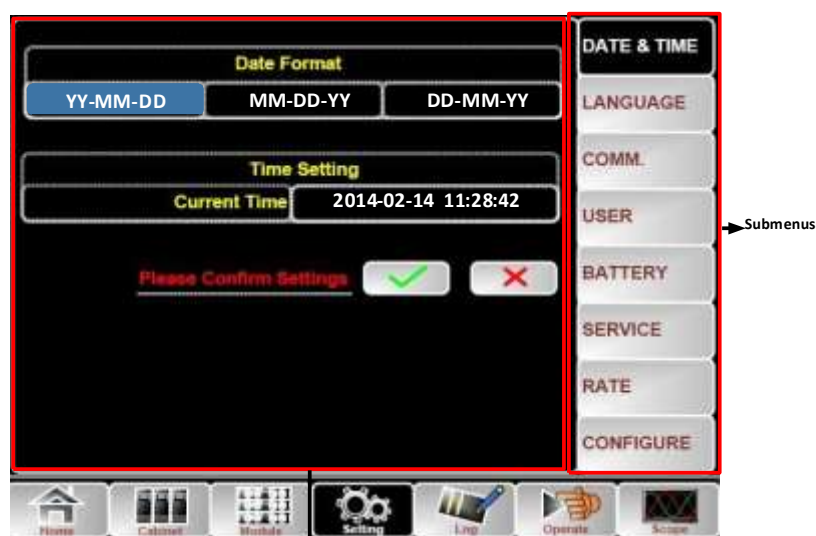 Date Format
YY-MM-DD MM-DD-YY DD-MM-YY
Time Setting
Current Time 2014-02-14 11:28:42
Please Confirm Settings
DATE & TIME
LANGUAGE
COMM.
USER
BATTERY
SERVICE
RATE
CONFIGURE
Submenus
Home Cabinet Module Setting Log Operate Scope